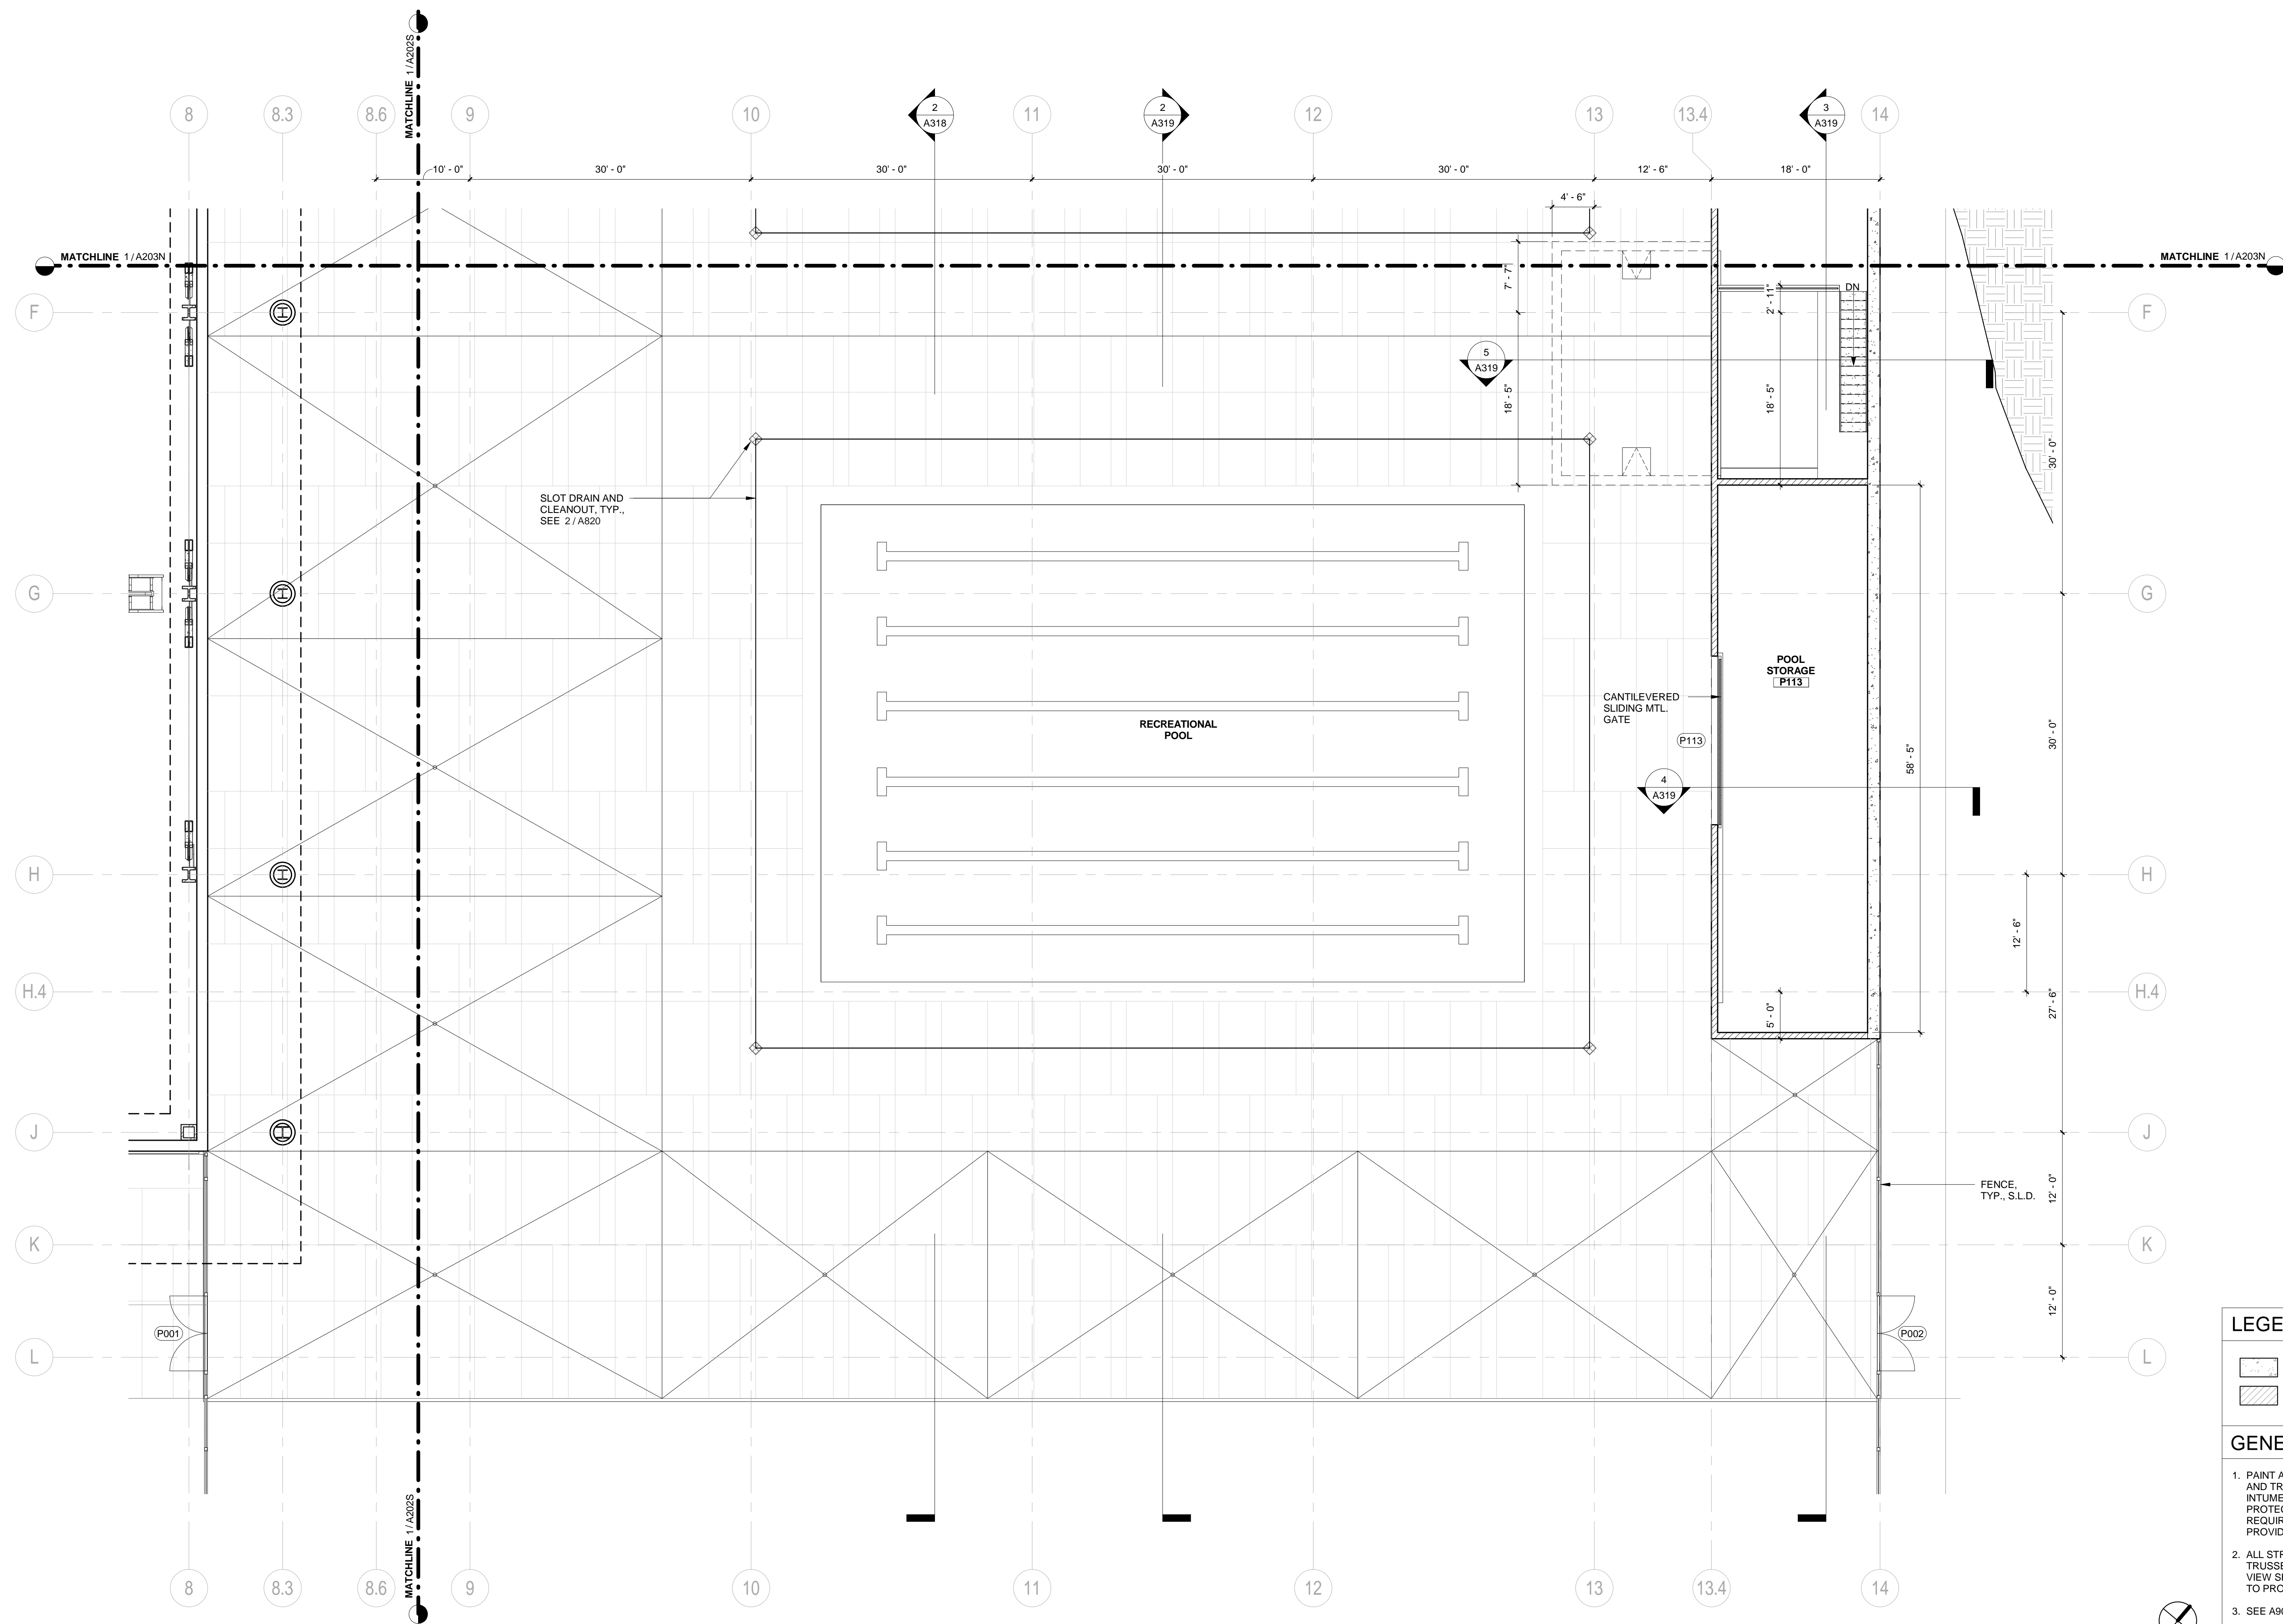 MATCHLINE 1 / A202S
8
8.3
8.6
9
10
2
A318
11
2
A319
12
13
13.4
3
A319
14
10' - 0"
30' - 0"
30' - 0"
30' - 0"
30' - 0"
12' - 6"
18' - 0"
4' - 6"
MATCHLINE 1 / A203N
MATCHLINE 1 / A203N
7' - 7"
2' - 11"
DN
F
F
5
A319
18' - 5"
18' - 5"
30' - 0"
SLOT DRAIN AND
CLEANOUT, TYP.,
SEE 2 / A820
G
G
POOL
STORAGE
P113
CANTILEVERED
SLIDING MTL.
GATE
RECREATIONAL
POOL
P113
30' - 0"
58' - 5"
4
A319
H
H
12' - 6"
H.4
H.4
5' - 0"
27' - 6"
J
J
FENCE,
TYP., S.L.D.
12' - 0"
K
K
12' - 0"
P001
P002
L
L
LEGE
GENE
1. PAINT A
AND TR
INTUME
PROTEC
REQUIR
PROVID
2. ALL STR
TRUSSE
VIEW SI
TO PRO
3. SEE A90
MATCHLINE 1 / A202S
8
8.3
8.6
9
10
11
12
13
13.4
14